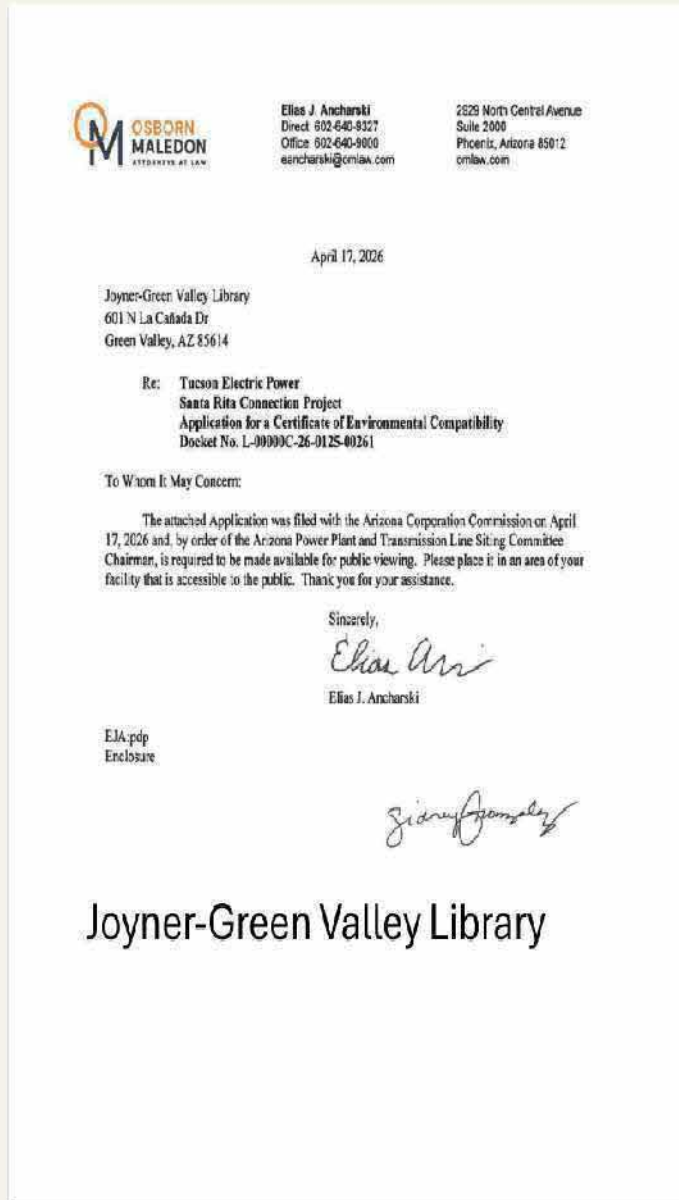 OSBORN
MALEDON
ATTORNEYS AT LAW
Elias J. Ancharski
Direct 602-640-9327
Office 602-640-9000
eancharski@omlaw.com
2929 North Central Avenue
Suite 2000
Phoenix, Arizona 85012
omlaw.com
April 17, 2026
Joyner-Green Valley Library
601 N La Cañada Dr
Green Valley, AZ 85614
Re: Tucson Electric Power
Santa Rita Connection Project
Application for a Certificate of Environmental Compatibility
Docket No. L-00000C-26-0125-00261
To Whom It May Concern:
The attached Application was filed with the Arizona Corporation Commission on April
17, 2026 and, by order of the Arizona Power Plant and Transmission Line Siting Committee
Chairman, is required to be made available for public viewing. Please place it in an area of your
facility that is accessible to the public. Thank you for your assistance.
Sincerely,
Elias
Elias J. Ancharski
EJA:pdp
Enclosure
Sidney Gonzalez
Joyner-Green Valley Library